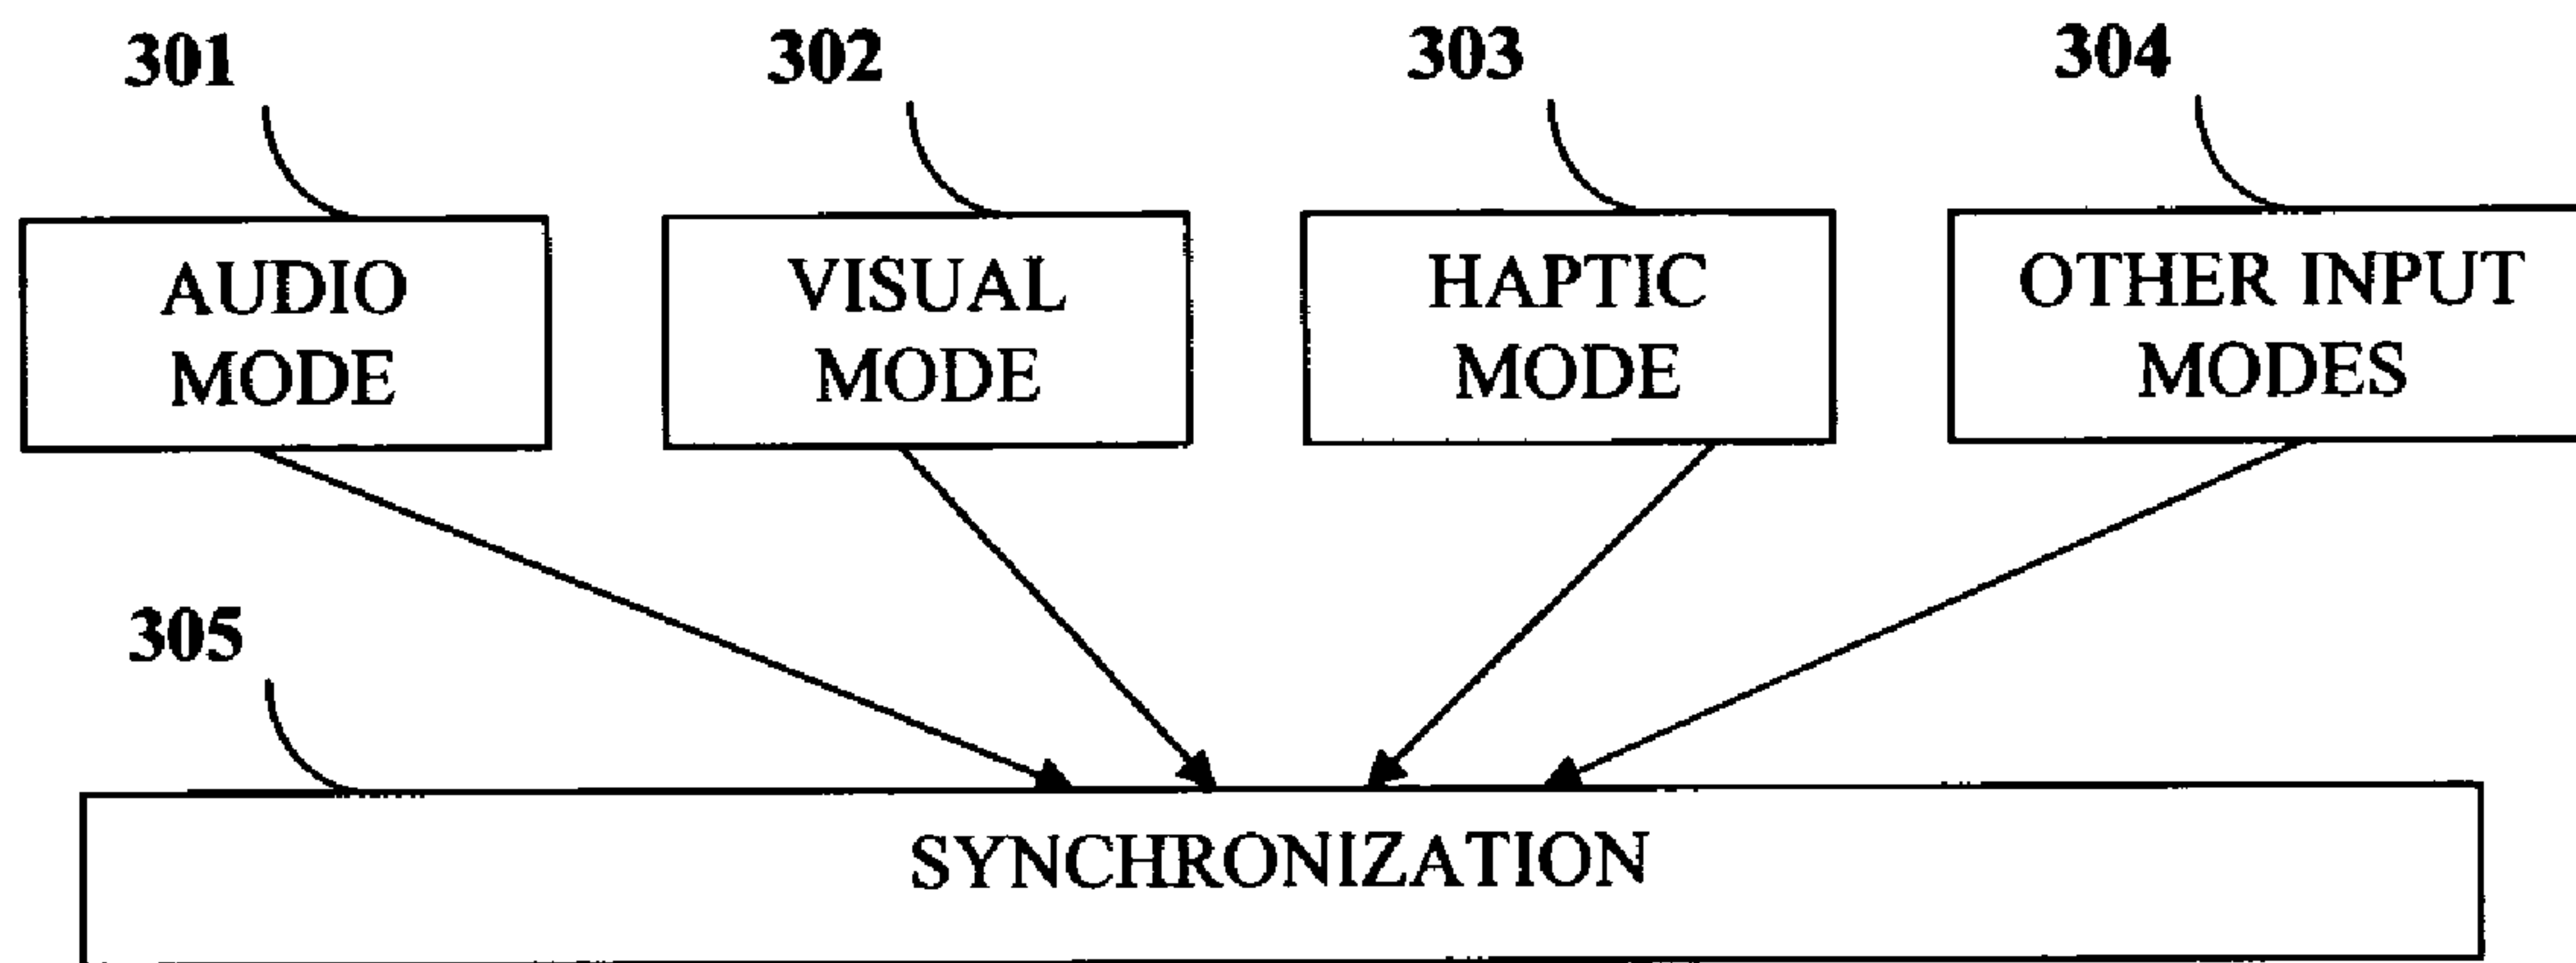 301 302 303 304
AUDIO MODE
VISUAL MODE
HAPTIC MODE
OTHER INPUT MODES
305
SYNCHRONIZATION